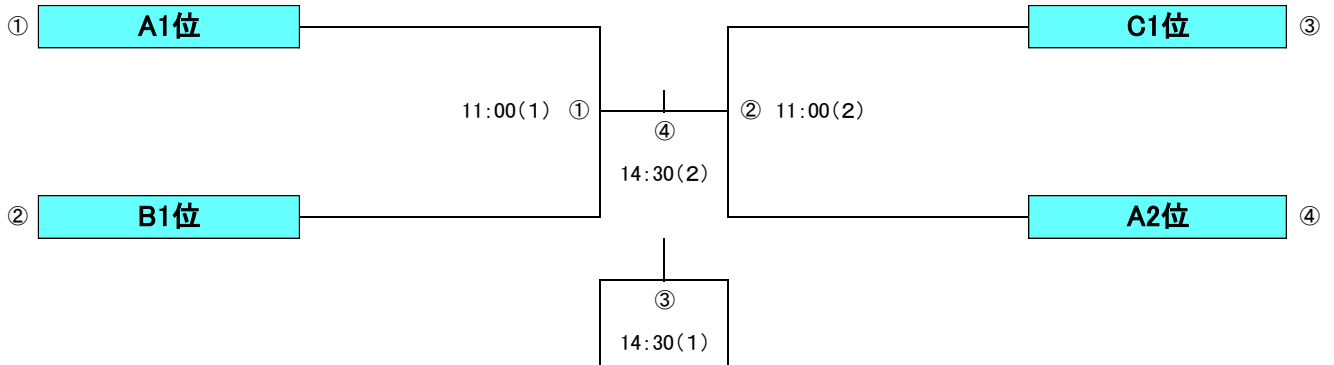 ① A1位 C1位 ③
11:00(1) ① ② 11:00(2)
④
14:30(2)
② B1位 A2位 ④
③
14:30(1)